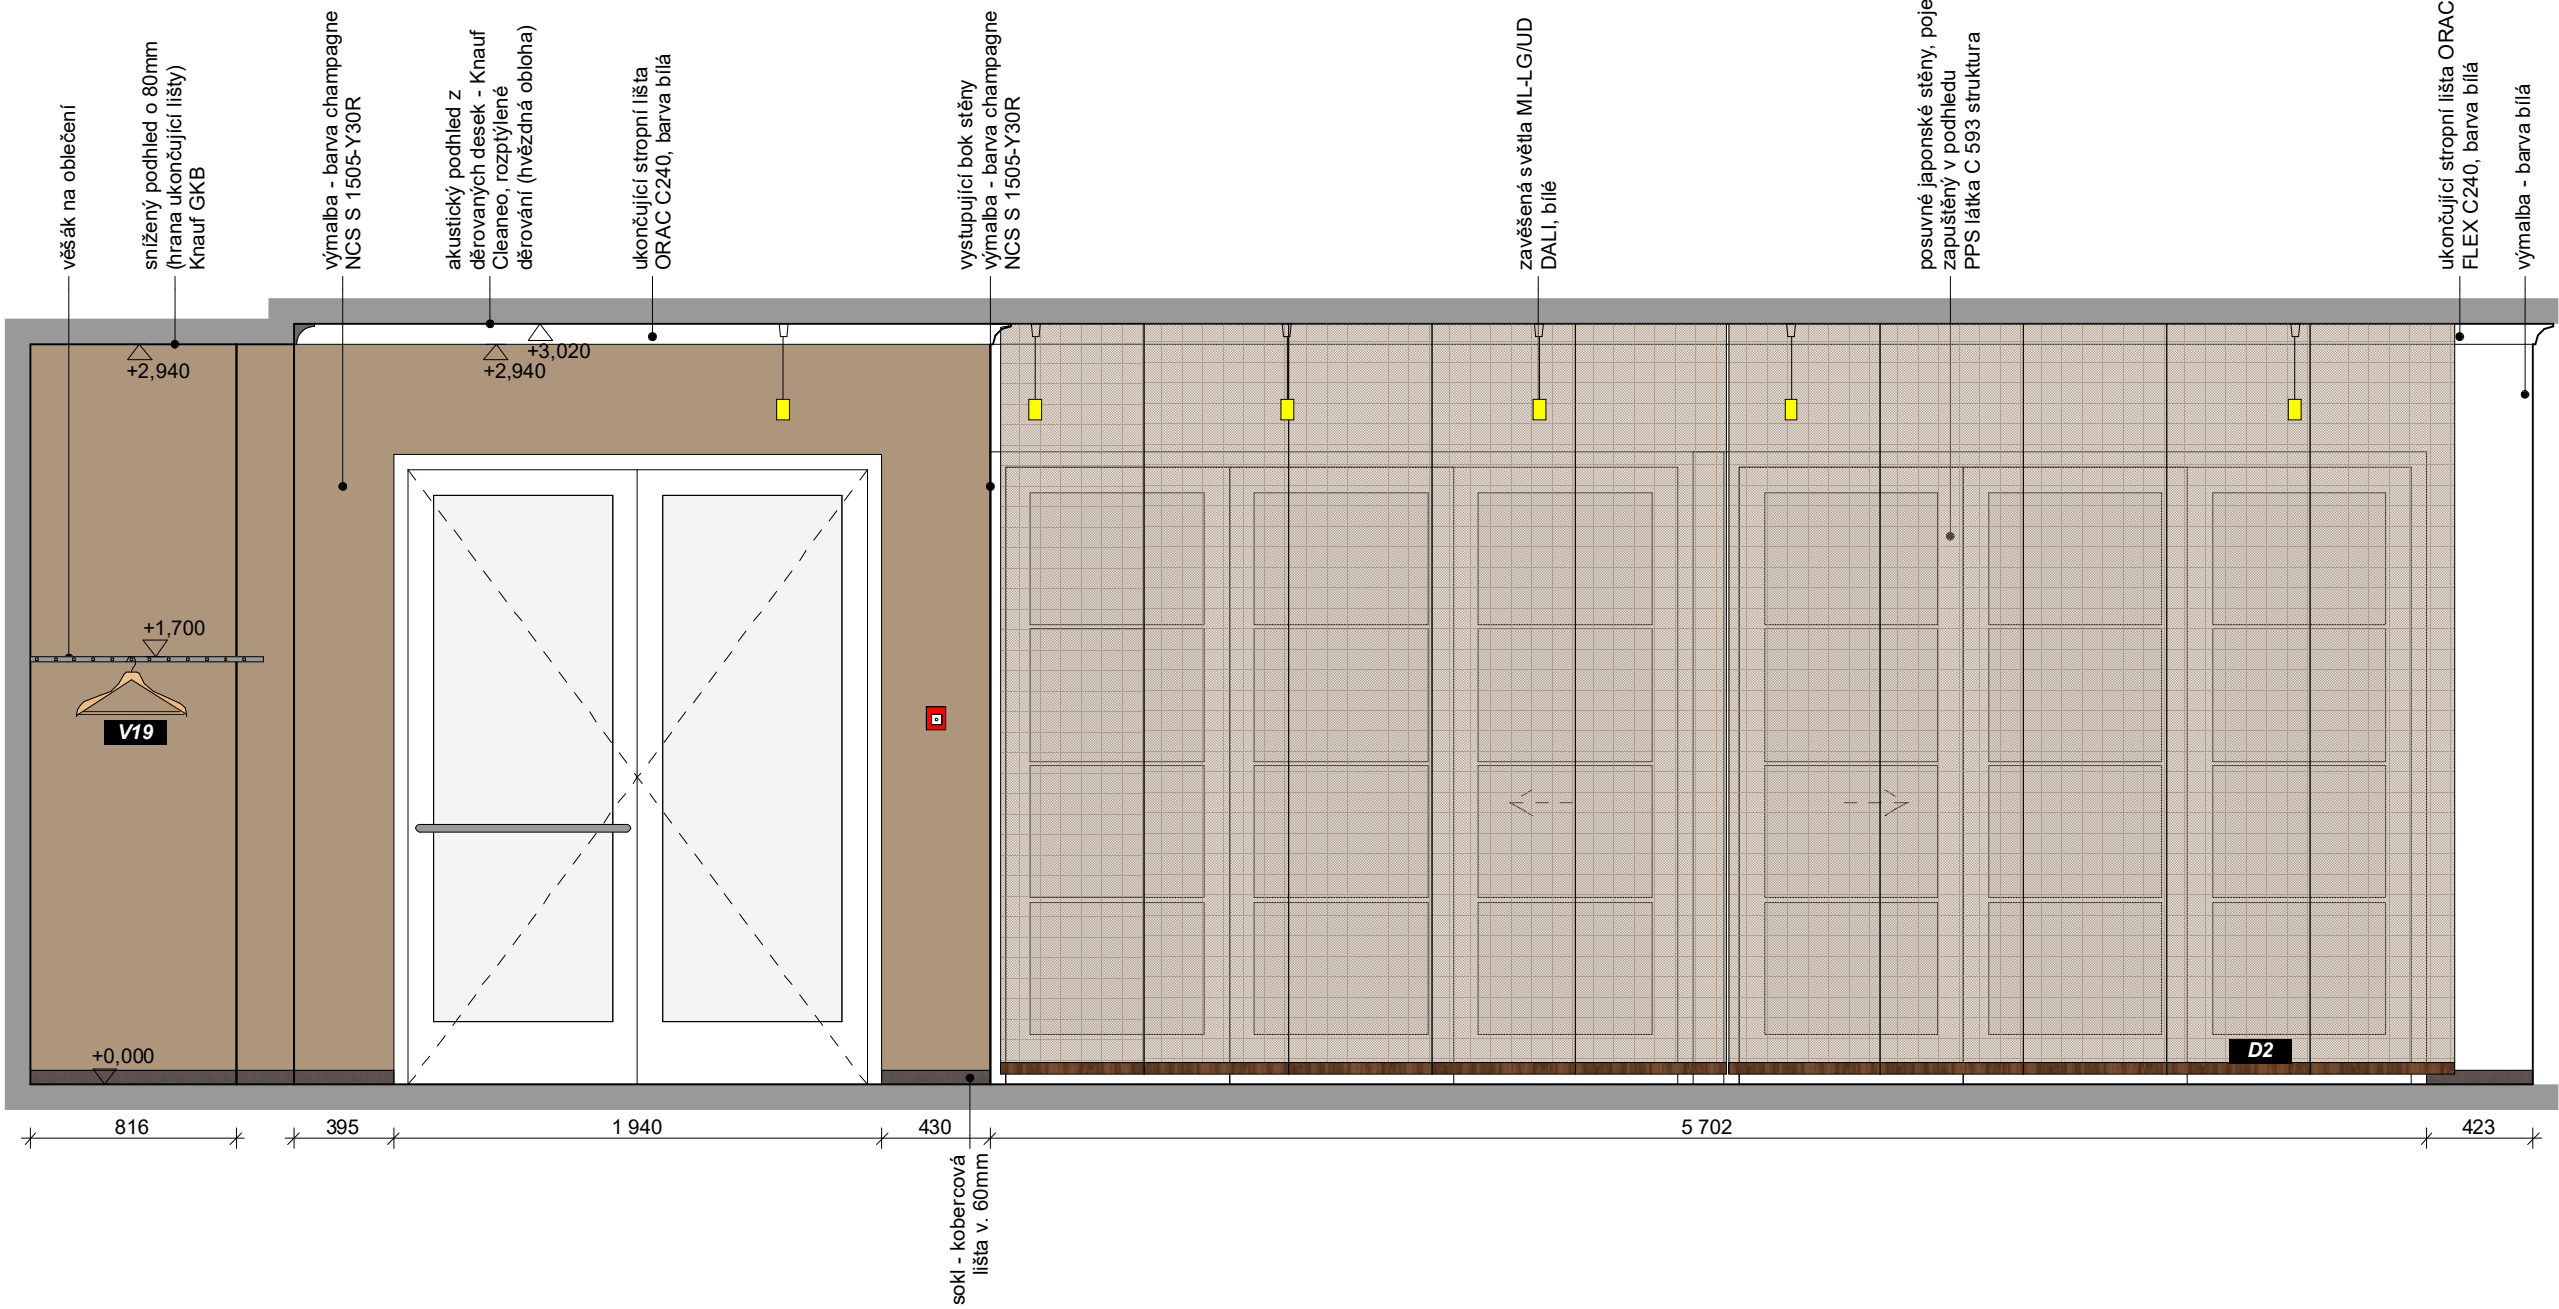 věšák na oblečení
snížený podhled o 80mm
(hrana ukončující lišty)
Knauf GKB
výmalba - barva champagne
NCS S 1505-Y30R
akustický podhled z
děrovaných desek - Knauf
Cleaneo, rozptýlené
děrování (hvězdná obloha)
ukončující stropní lišta
ORAC C240, barva bílá
vystupující bok stěny
výmalba - barva champagne
NCS S 1505-Y30R
zavěšená světla ML-LG/UD
DALI, bílé
posuvné japonské stěny, poje
zapuštěný v podhledu
PPS látka C 593 struktura
ukončující stropní lišta ORAC
FLEX C240, barva bílá
výmalba - barva bílá
+2,940
+2,940
+3,020
+1,700
V19
+0,000
D2
816
395
1 940
430
5 702
423
sokl - kobercová
lišta v. 60mm